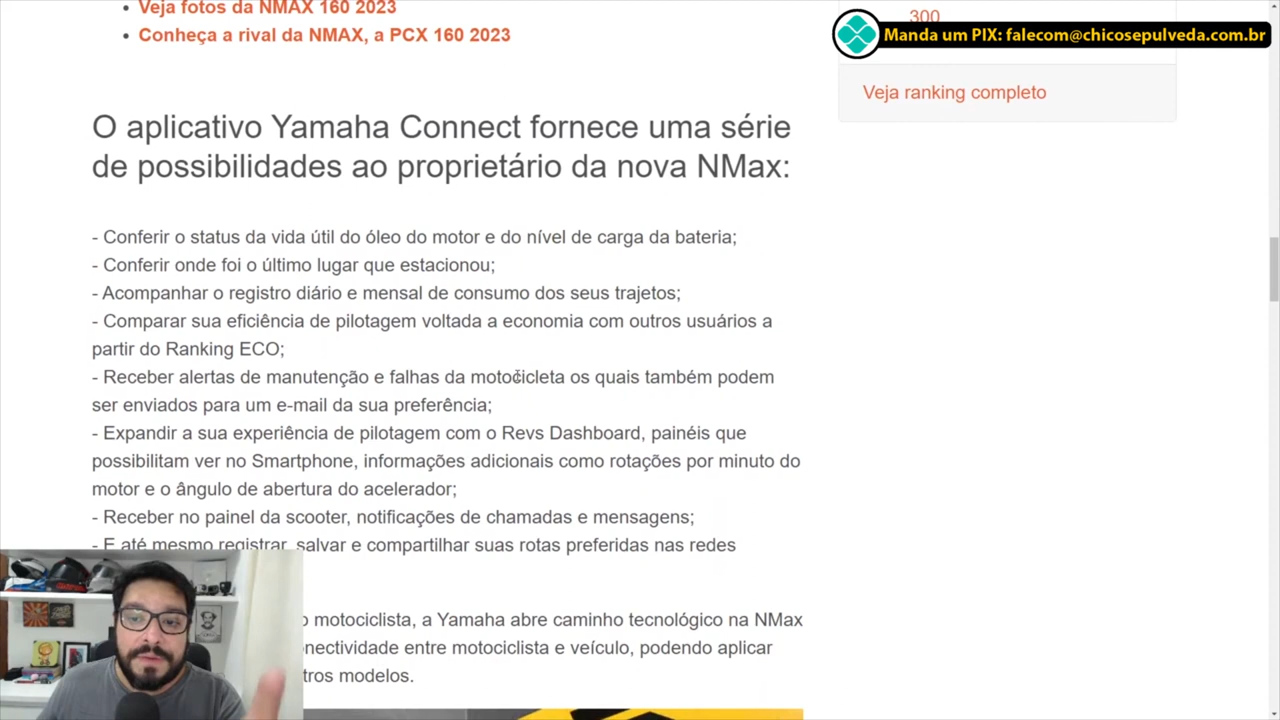 Veja fotos da NMAX 160 2023
Conheça a rival da NMAX, a PCX 160 2023
300
Manda um PIX: falecom@chicosepulveda.com.br
Veja ranking completo
O aplicativo Yamaha Connect fornece uma série
de possibilidades ao proprietário da nova NMax:
- Conferir o status da vida útil do óleo do motor e do nível de carga da bateria;
- Conferir onde foi o último lugar que estacionou;
- Acompanhar o registro diário e mensal de consumo dos seus trajetos;
- Comparar sua eficiência de pilotagem voltada a economia com outros usuários a
partir do Ranking ECO;
- Receber alertas de manutenção e falhas da motocicleta os quais também podem
ser enviados para um e-mail da sua preferência;
- Expandir a sua experiência de pilotagem com o Revs Dashboard, painéis que
possibilitam ver no Smartphone, informações adicionais como rotações por minuto do
motor e o ângulo de abertura do acelerador;
- Receber no painel da scooter, notificações de chamadas e mensagens;
- E até mesmo registrar, salvar e compartilhar suas rotas preferidas nas redes
o motociclista, a Yamaha abre caminho tecnológico na NMax
nectividade entre motociclista e veículo, podendo aplicar
tros modelos.